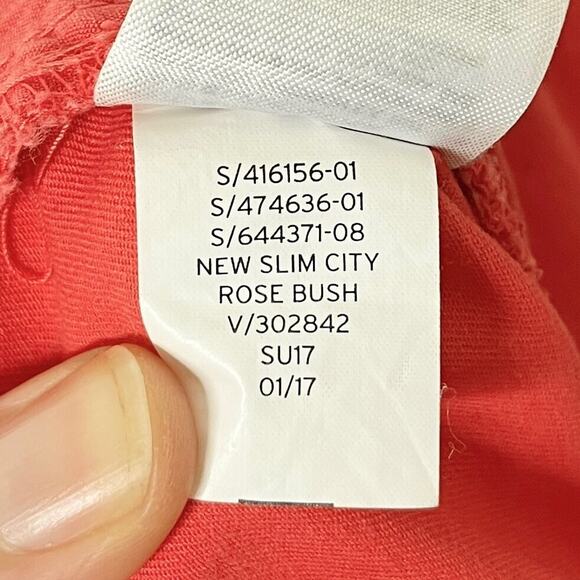 S/416156-01
S/474636-01
S/644371-08
NEW SLIM CITY
ROSE BUSH
V/302842
SU17
01/17